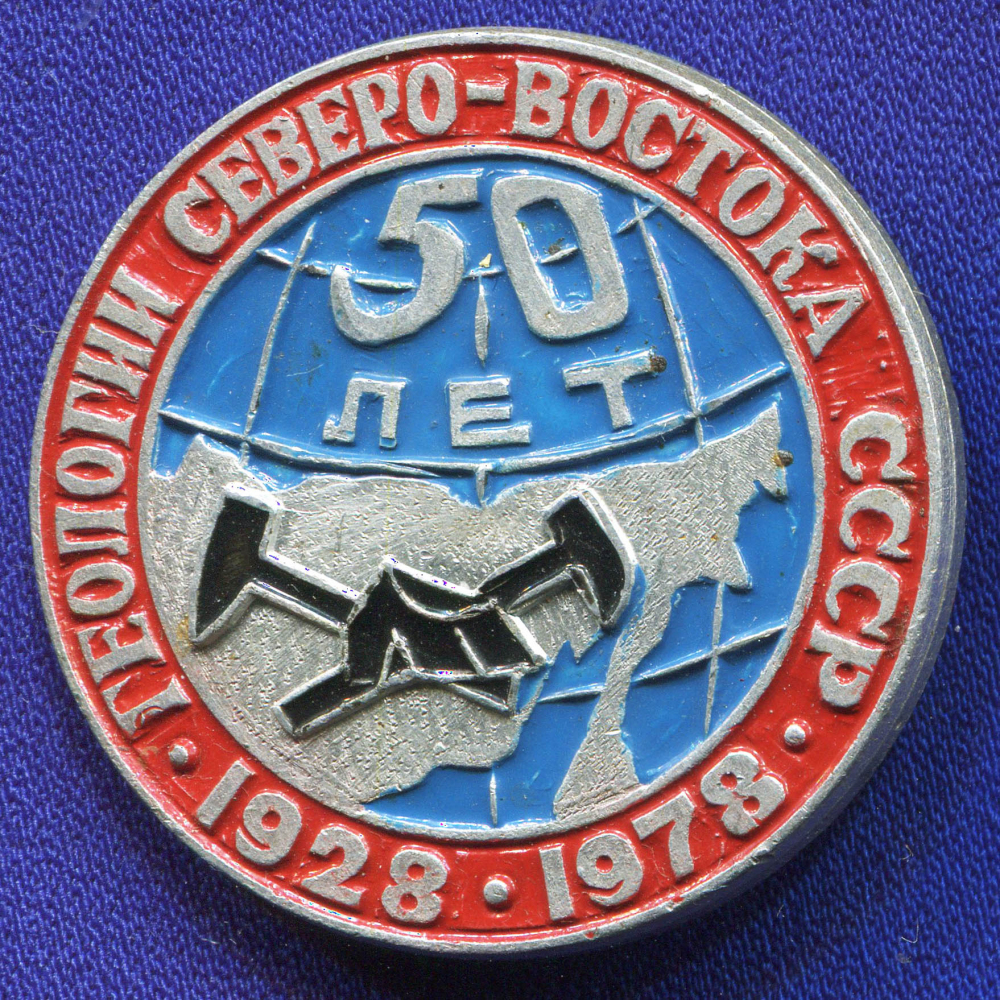 ГЕОЛОГИИ СЕВЕРО-ВОСТОКА СССР
50
ЛЕТ
· 1928 · 1978 ·